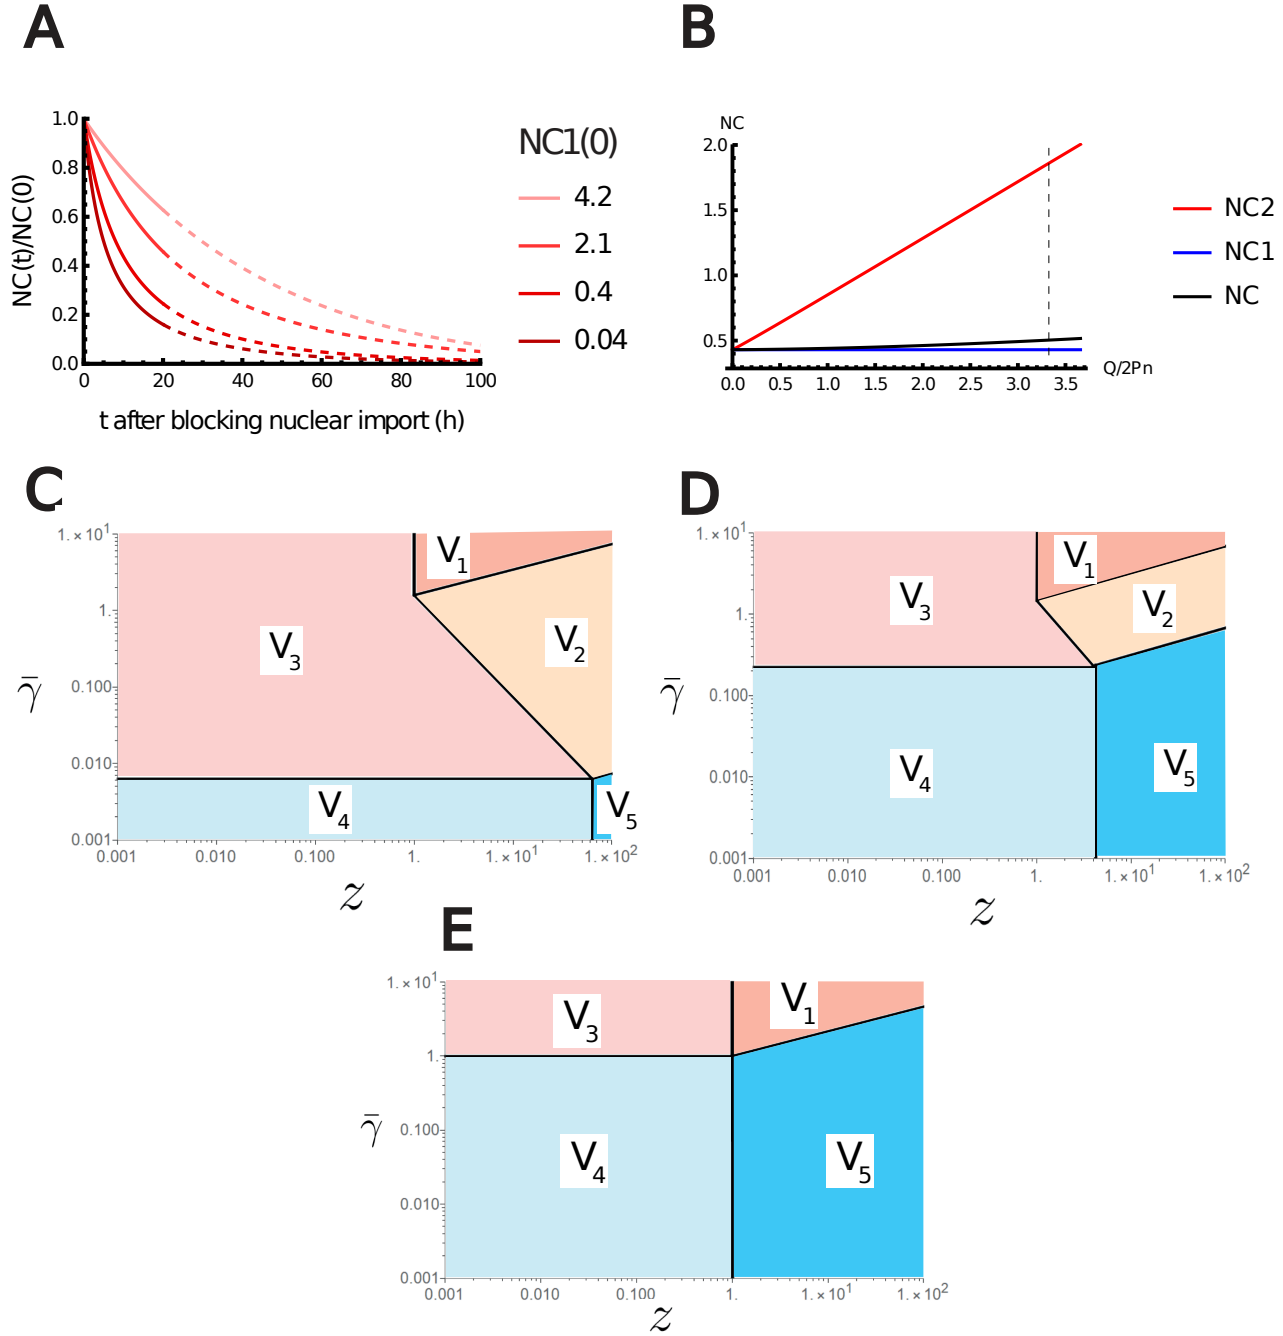 A
B
1.0
0.8
0.6
0.4
0.2
0.0
NC(t)/NC(0)
0 20 40 60 80 100
t after blocking nuclear import (h)
NC1(0)
4.2
2.1
0.4
0.04
NC
2.0
1.5
1.0
0.5
0.0 0.5 1.0 1.5 2.0 2.5 3.0 3.5
Q/2Pn
NC2
NC1
NC
C
D
1.×10¹
1.
0.100
0.010
0.001
γ̄
V₁
V₂
V₃
V₄
V₅
0.001 0.010 0.100 1. 1.×10¹ 1.×10²
z
1.×10¹
1.
0.100
0.010
0.001
γ̄
V₁
V₂
V₃
V₄
V₅
0.001 0.010 0.100 1. 1.×10¹ 1.×10²
z
E
1.×10¹
1.
0.100
0.010
0.001
γ̄
V₃
V₁
V₄
V₅
0.001 0.010 0.100 1. 1.×10¹ 1.×10²
z